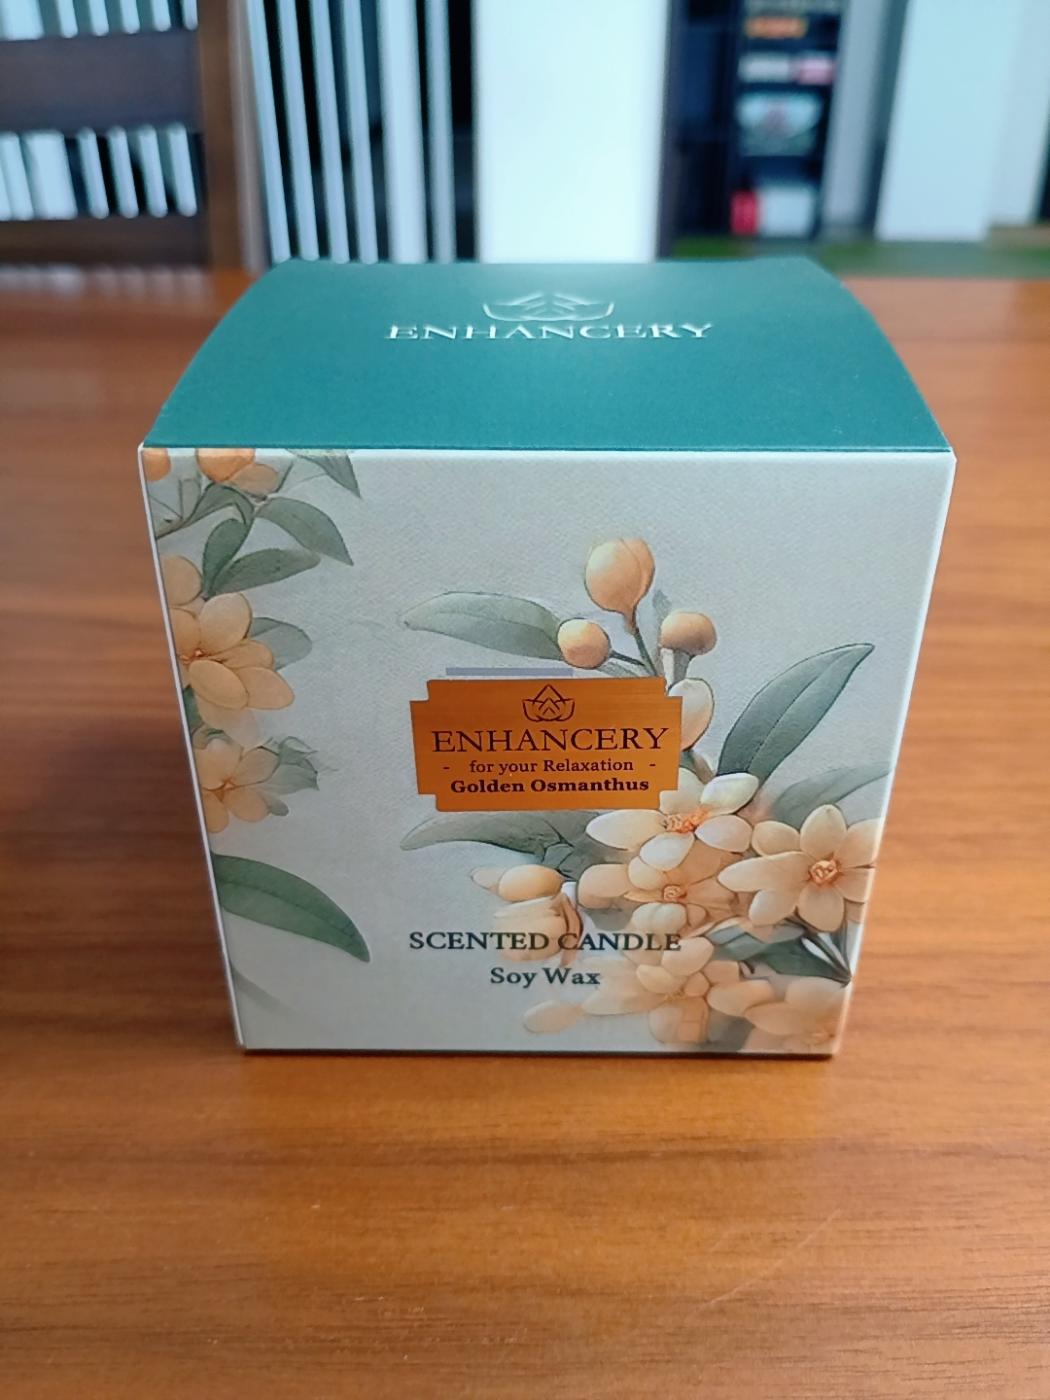 ENHANCERY
ENHANCERY
- for your Relaxation -
Golden Osmanthus
SCENTED CANDLE
Soy Wax